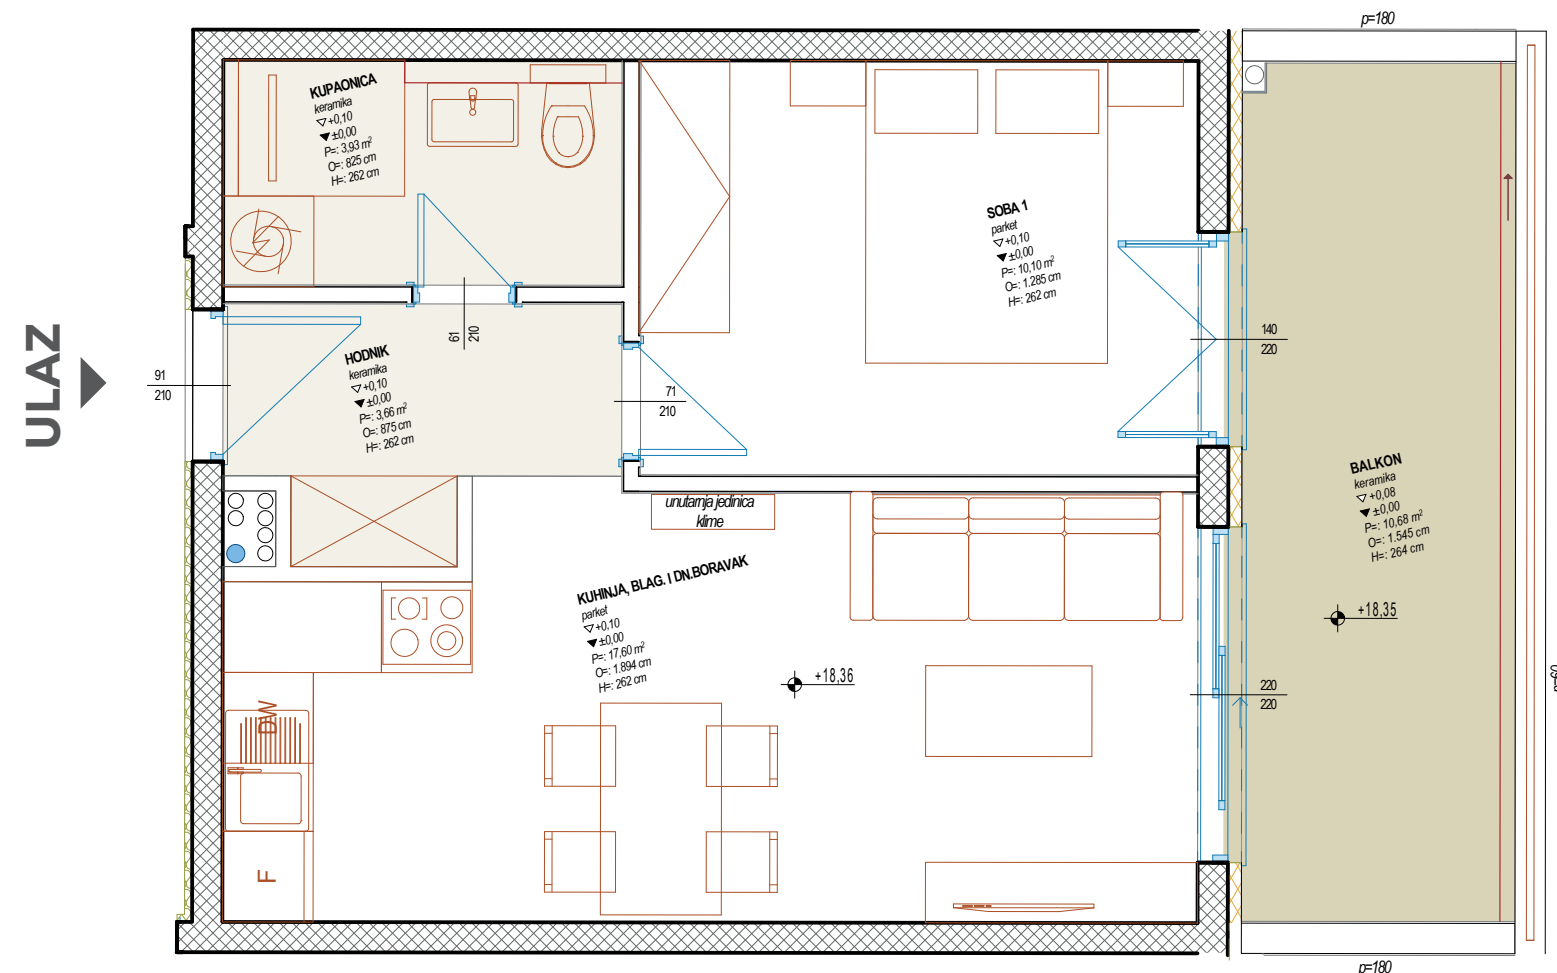 p=180
KUPAONICA
keramika
+0,10
±0,00
P=: 3,93 m²
O=: 825 cm
H=: 262 cm
SOBA 1
parket
+0,10
±0,00
P=: 10,10 m²
O=: 1.285 cm
H=: 262 cm
ULAZ
91
210
61
210
HODNIK
keramika
+0,10
±0,00
P=: 3,66 m²
O=: 875 cm
H=: 262 cm
71
210
140
220
BALKON
keramika
+0,08
±0,00
P=: 10,68 m²
O=: 1.545 cm
H=: 264 cm
unutarnja jedinica
klime
KUHINJA, BLAG. I DN.BORAVAK
parket
+0,10
±0,00
P=: 17,60 m²
O=: 1.894 cm
H=: 262 cm
+18,36
+18,35
220
220
DW
F
p=180